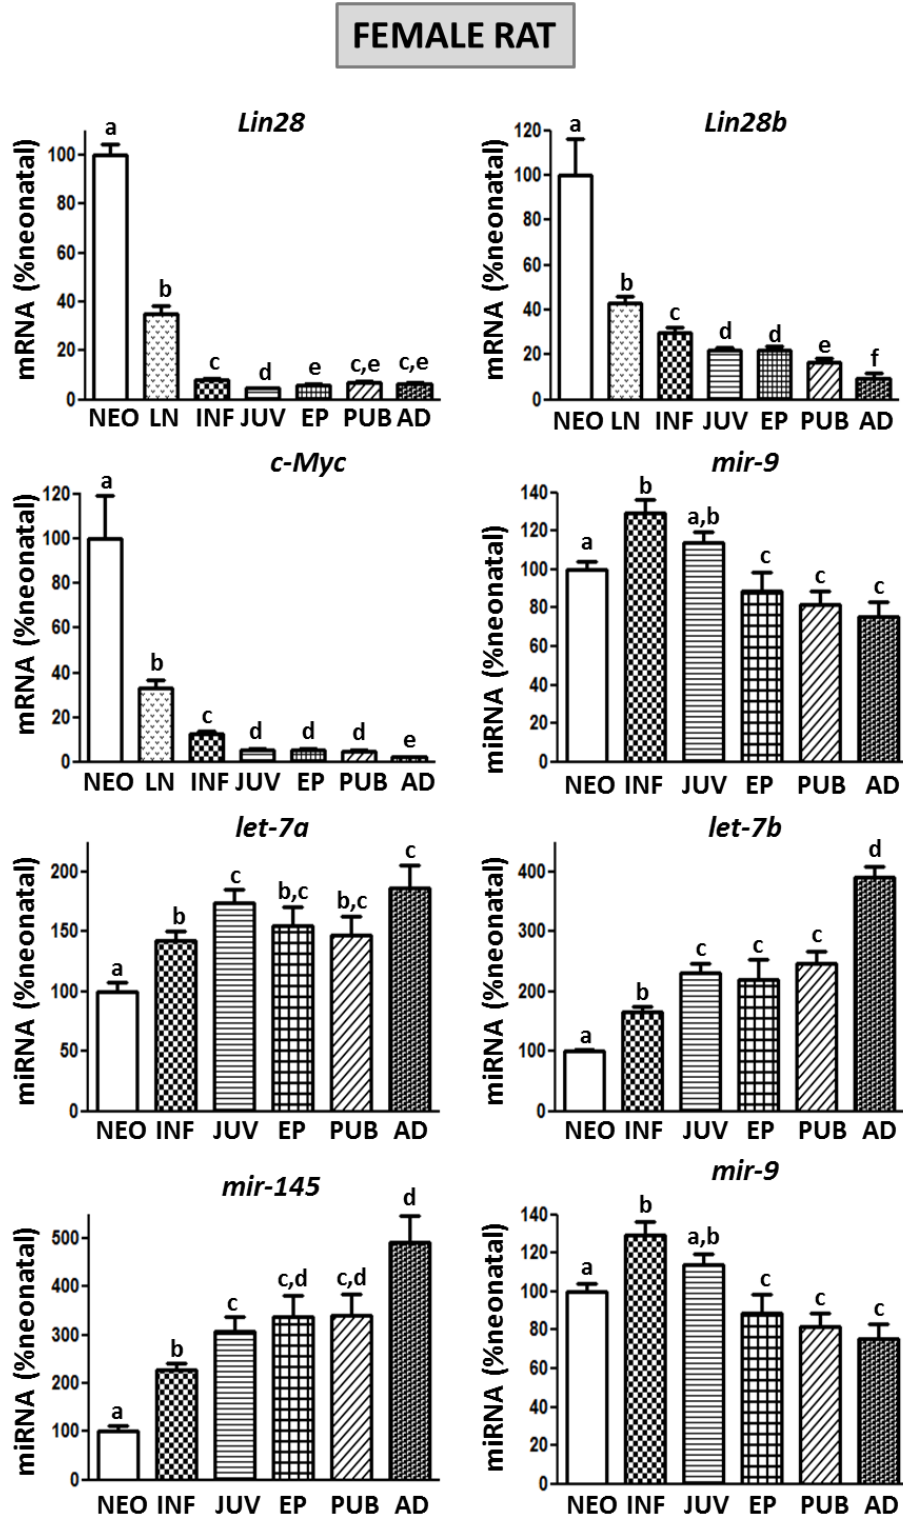 FEMALE RAT
Lin28
mRNA (%neonatal)
100
80
60
40
20
0
a
b
c
d
e
c,e
c,e
NEO LN INF JUV EP PUB AD
Lin28b
mRNA (%neonatal)
120
100
80
60
40
20
0
a
b
c
d
d
e
f
NEO LN INF JUV EP PUB AD
c-Myc
mRNA (%neonatal)
120
100
80
60
40
20
0
a
b
c
d
d
d
e
NEO LN INF JUV EP PUB AD
mir-9
miRNA (%neonatal)
140
120
100
80
60
40
20
0
a
b
a,b
c
c
c
NEO INF JUV EP PUB AD
let-7a
miRNA (%neonatal)
200
150
100
50
0
a
b
c
b,c
b,c
c
NEO INF JUV EP PUB AD
let-7b
miRNA (%neonatal)
400
300
200
100
0
a
b
c
c
c
d
NEO INF JUV EP PUB AD
mir-145
miRNA (%neonatal)
500
400
300
200
100
0
a
b
c
c,d
c,d
d
NEO INF JUV EP PUB AD
mir-9
miRNA (%neonatal)
140
120
100
80
60
40
20
0
a
b
a,b
c
c
c
NEO INF JUV EP PUB AD